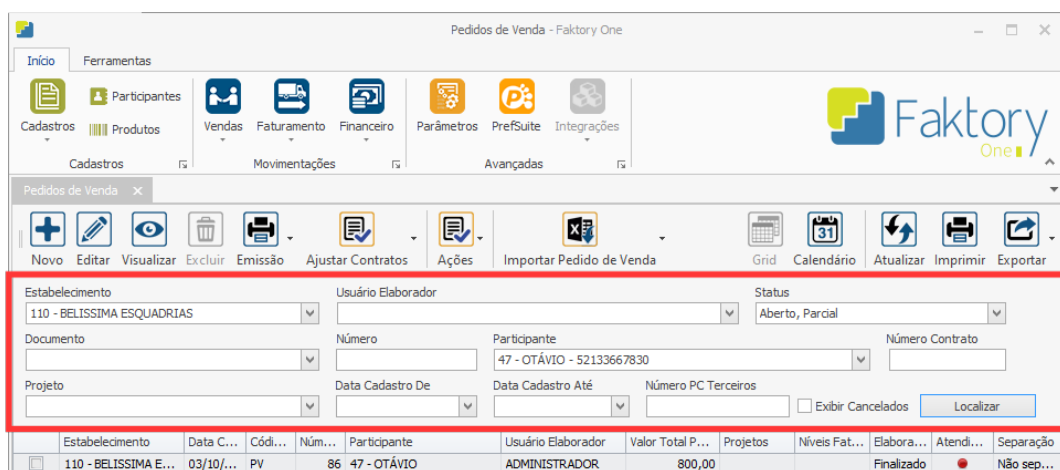 Pedidos de Venda - Faktory One
Início Ferramentas
Participantes
Produtos
Cadastros Vendas Faturamento Financeiro Parâmetros PrefSuite Integrações
Cadastros Movimentações Avançadas
Faktory
One
Pedidos de Venda
Novo Editar Visualizar Excluir Emissão Ajustar Contratos Ações Importar Pedido de Venda Grid 31 Calendário Atualizar Imprimir Exportar
Estabelecimento Usuário Elaborador Status
110 - BELISSIMA ESQUADRIAS Aberto, Parcial
Documento Número Participante Número Contrato
47 - OTÁVIO - 52133667830
Projeto Data Cadastro De Data Cadastro Até Número PC Terceiros
Exibir Cancelados Localizar
Estabelecimento Data C... Códi... Núm... Participante Usuário Elaborador Valor Total P... Projetos Níveis Fat... Elabora... Atendi... Separação
110 - BELISSIMA E... 03/10/... PV 86 47 - OTÁVIO ADMINISTRADOR 800,00 Finalizado Não sep...